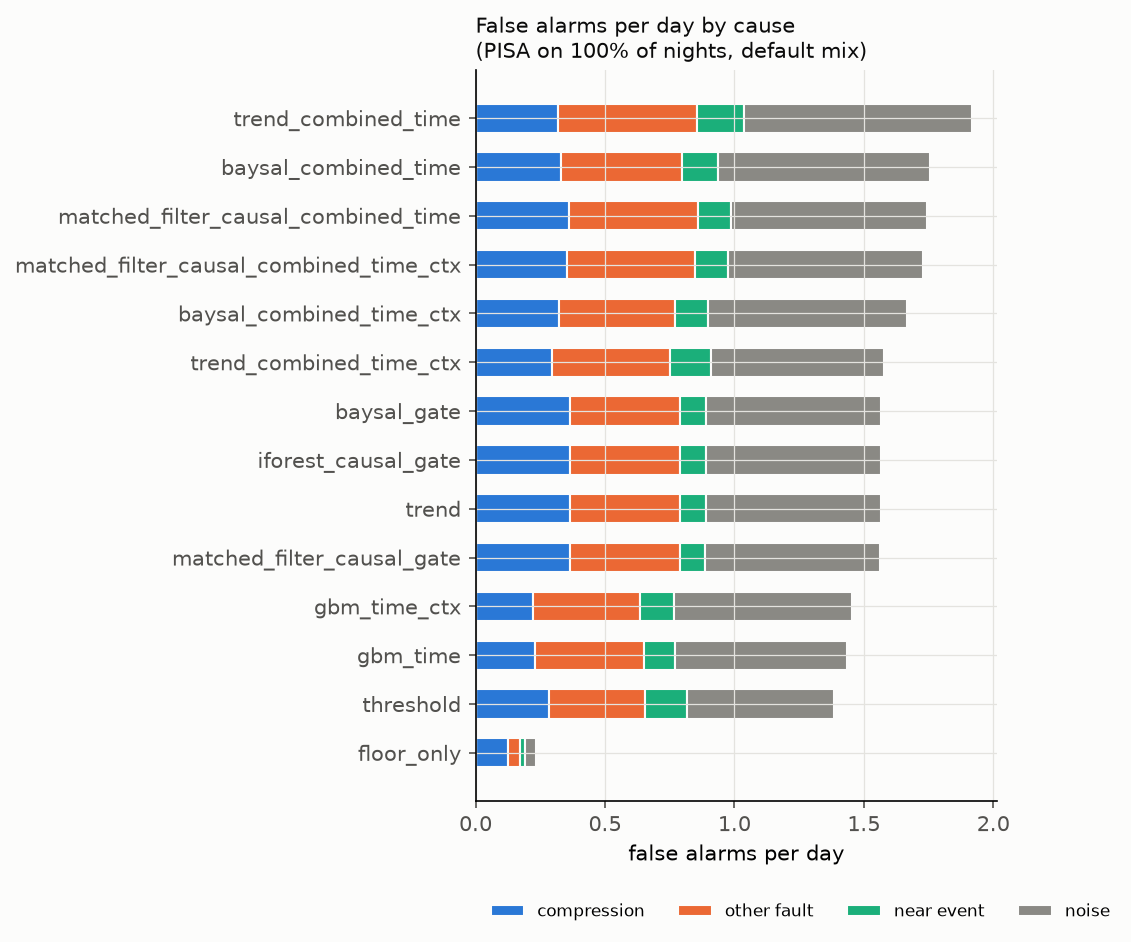 False alarms per day by cause
(PISA on 100% of nights, default mix)
trend_combined_time
baysal_combined_time
matched_filter_causal_combined_time
matched_filter_causal_combined_time_ctx
baysal_combined_time_ctx
trend_combined_time_ctx
baysal_gate
iforest_causal_gate
trend
matched_filter_causal_gate
gbm_time_ctx
gbm_time
threshold
floor_only
0.0 0.5 1.0 1.5 2.0
false alarms per day
compression other fault near event noise